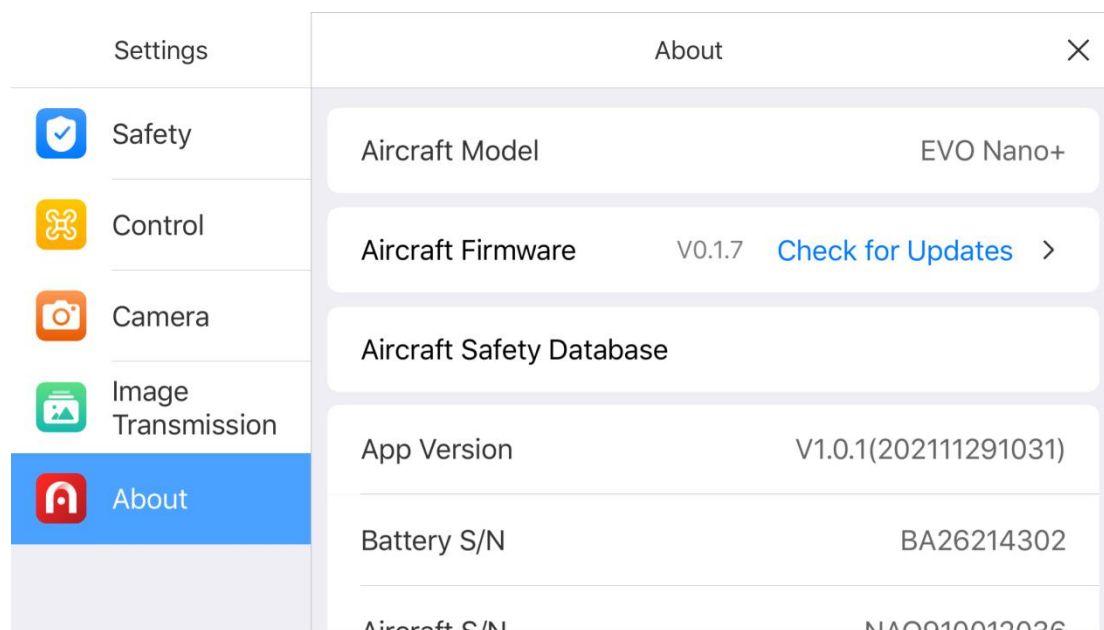 Settings
About
Safety
Control
Camera
Image
Transmission
About
Aircraft Model EVO Nano+
Aircraft Firmware V0.1.7 Check for Updates
Aircraft Safety Database
App Version V1.0.1(202111291031)
Battery S/N BA26214302
Aircraft S/N